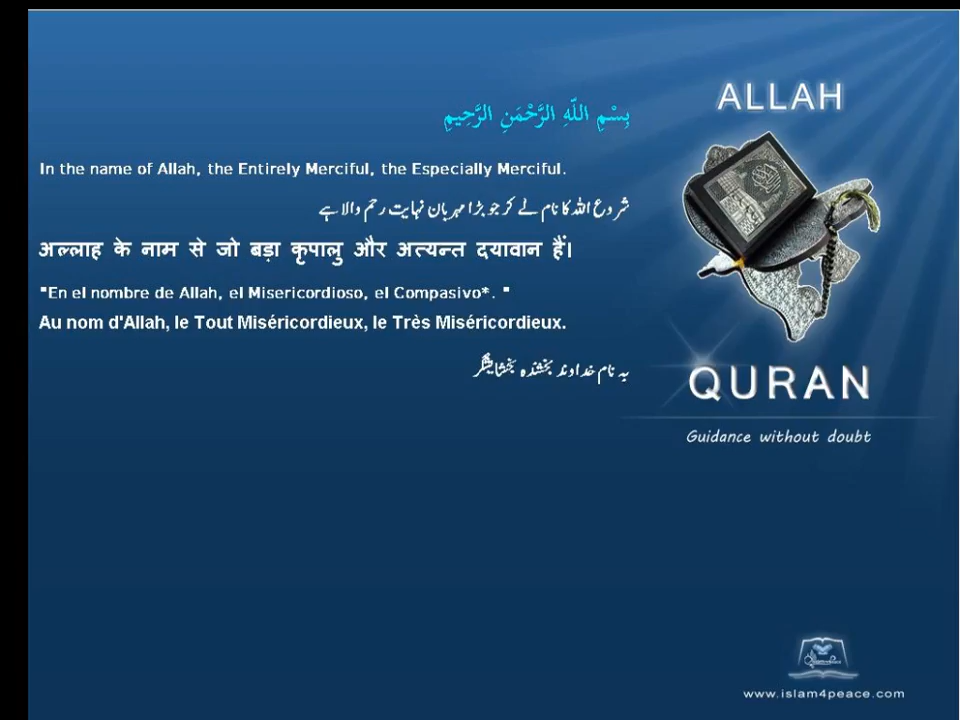 بِسْمِ اللَّهِ الرَّحْمَنِ الرَّحِيمِ
In the name of Allah, the Entirely Merciful, the Especially Merciful.
شروع اللہ کا نام لے کر جو بڑا مہربان نہایت رحم والا ہے
अल्लाह के नाम से जो बड़ा कृपालु और अत्यन्त दयावान हैं।
"En el nombre de Allah, el Misericordioso, el Compasivo*. "
Au nom d'Allah, le Tout Miséricordieux, le Très Miséricordieux.
به نام خداوند بخشنده بخشایشگر
ALLAH
QURAN
Guidance without doubt
www.islam4peace.com